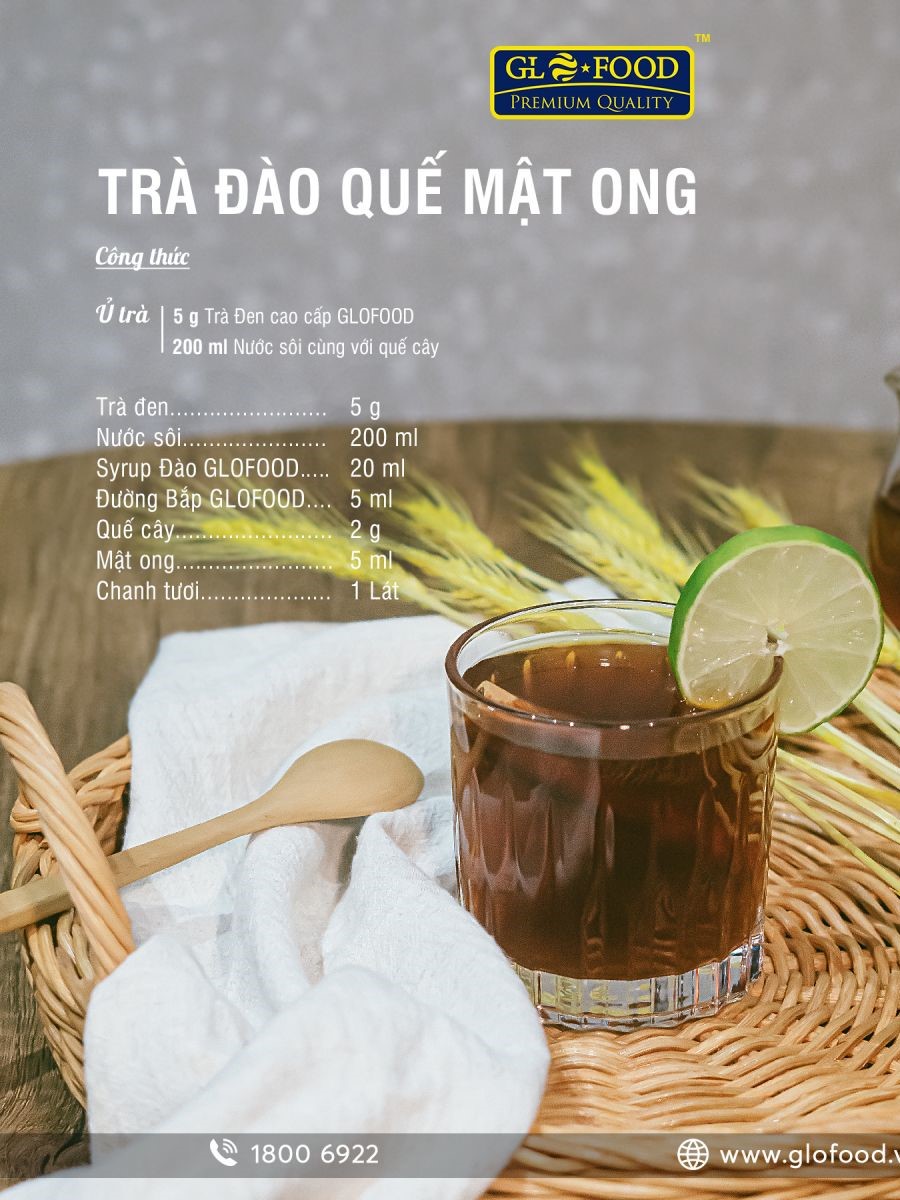 TM
GLOFOOD
PREMIUM QUALITY
TRÀ ĐÀO QUẾ MẬT ONG
Công thức
Ủ trà
5 g Trà Đen cao cấp GLOFOOD
200 ml Nước sôi cùng với quế cây
Trà đen........................ 5 g
Nước sôi...................... 200 ml
Syrup Đào GLOFOOD..... 20 ml
Đường Bắp GLOFOOD.... 5 ml
Quế cây........................ 2 g
Mật ong........................ 5 ml
Chanh tươi.................... 1 Lát
1800 6922
www.glofood.v